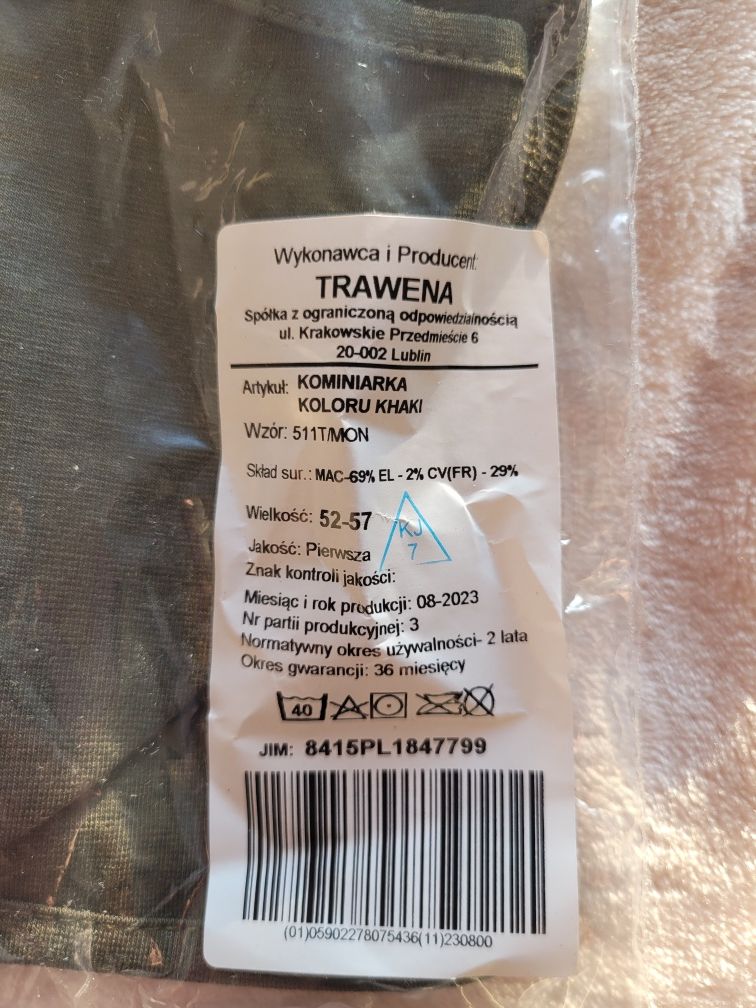 Wykonawca i Producent:
TRAWENA
Spółka z ograniczoną odpowiedzialnością
ul. Krakowskie Przedmieście 6
20-002 Lublin
Artykuł: KOMINIARKA
KOLORU KHAKI
Wzór: 511T/MON
Skład sur.: MAC-69% EL - 2% CV(FR) - 29%
Wielkość: 52-57
KJ
7
Jakość: Pierwsza
Znak kontroli jakości:
Miesiąc i rok produkcji: 08-2023
Nr partii produkcyjnej: 3
Normatywny okres używalności- 2 lata
Okres gwarancji: 36 miesięcy
40
JIM: 8415PL1847799
(01)05902278075436(11)230800